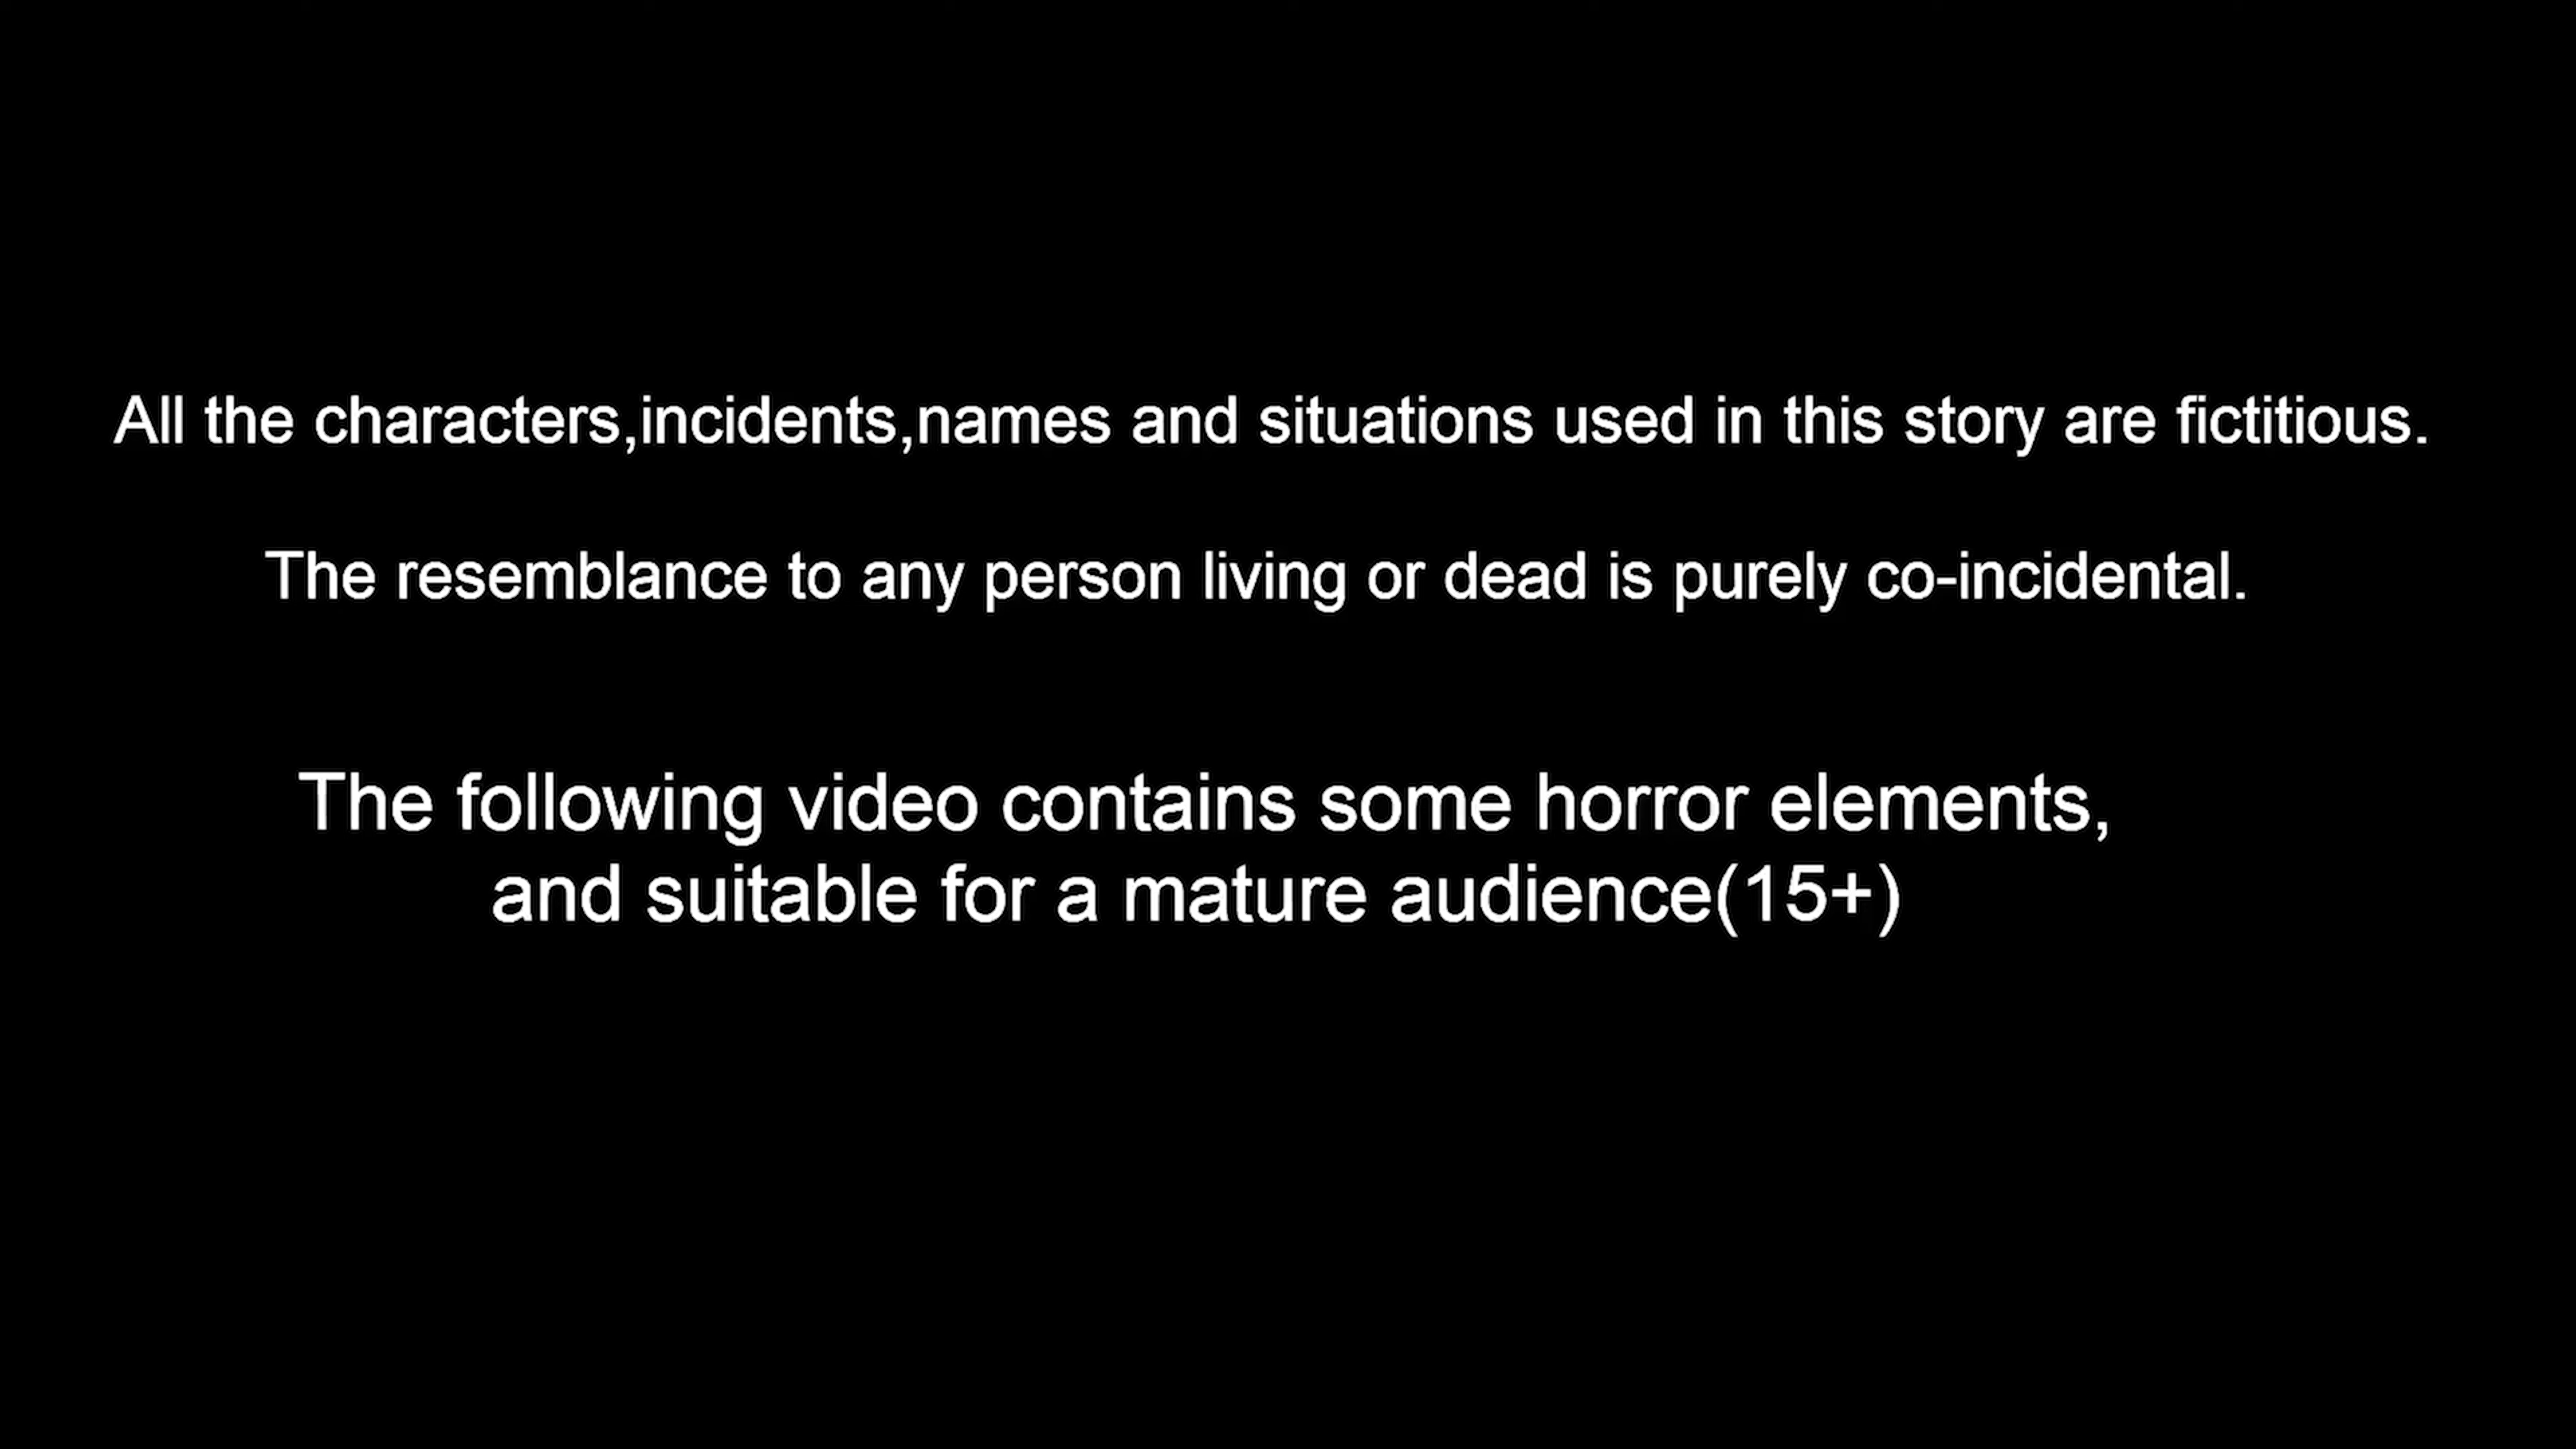 All the characters,incidents,names and situations used in this story are fictitious.
The resemblance to any person living or dead is purely co-incidental.
The following video contains some horror elements,
and suitable for a mature audience(15+)